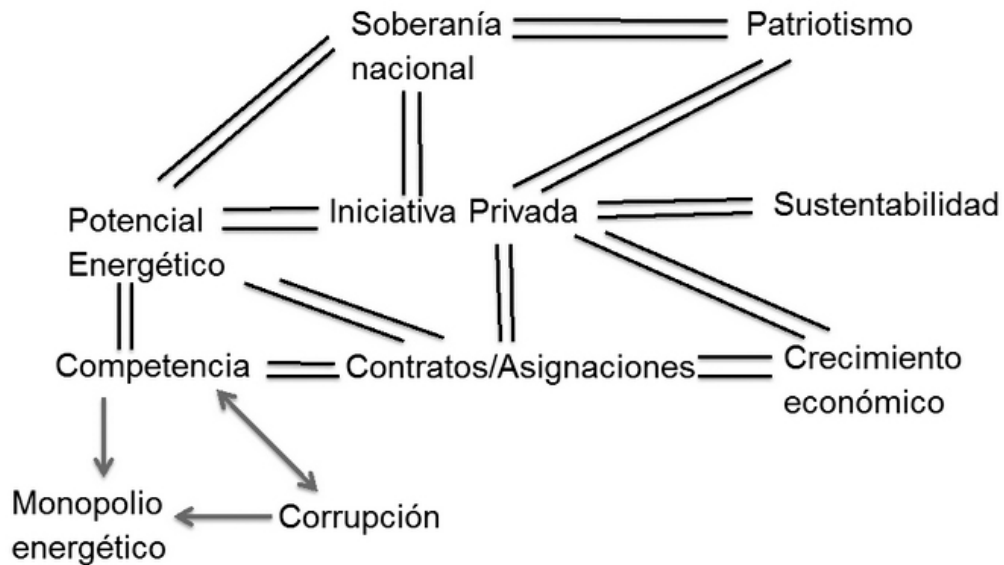 Soberanía
nacional
Patriotismo
Potencial
Energético
Iniciativa Privada
Sustentabilidad
Competencia
Contratos/Asignaciones
Crecimiento
económico
Monopolio
energético
Corrupción